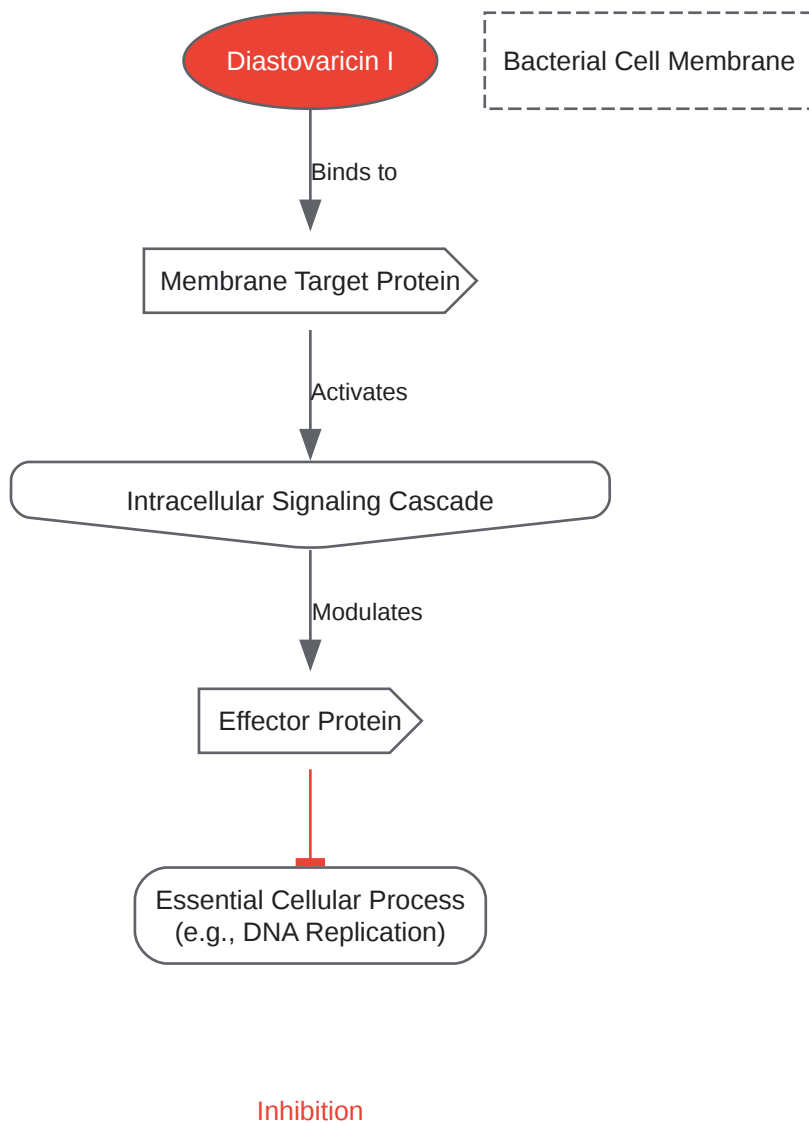 Diastovaricin I
Bacterial Cell Membrane
Binds to
Membrane Target Protein
Activates
Intracellular Signaling Cascade
Modulates
Effector Protein
Essential Cellular Process
(e.g., DNA Replication)
Inhibition